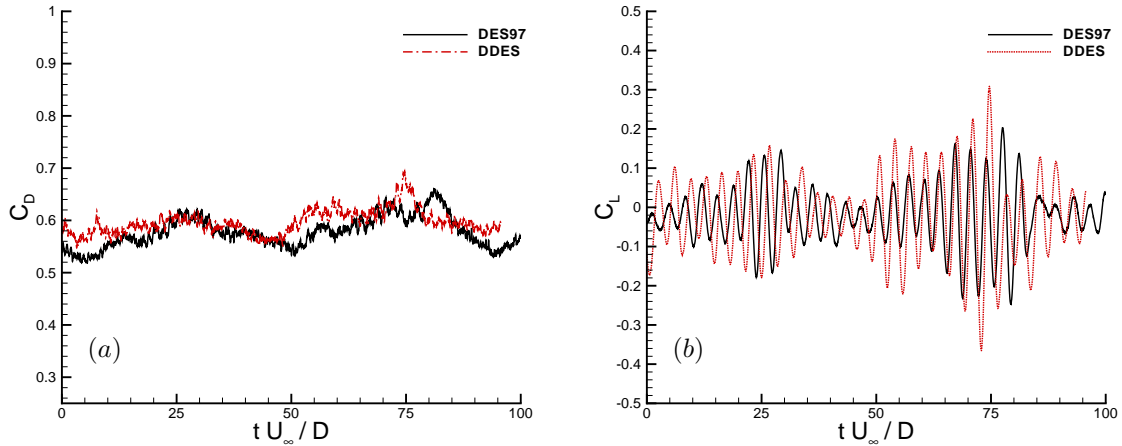 1
0.9
0.8
0.7
0.6
0.5
0.4
0.3
C_D
DES97
DDES
(a)
0 25 50 75 100
t U_∞ / D
0.5
0.4
0.3
0.2
0.1
0
-0.1
-0.2
-0.3
-0.4
-0.5
C_L
DES97
DDES
(b)
0 25 50 75 100
t U_∞ / D